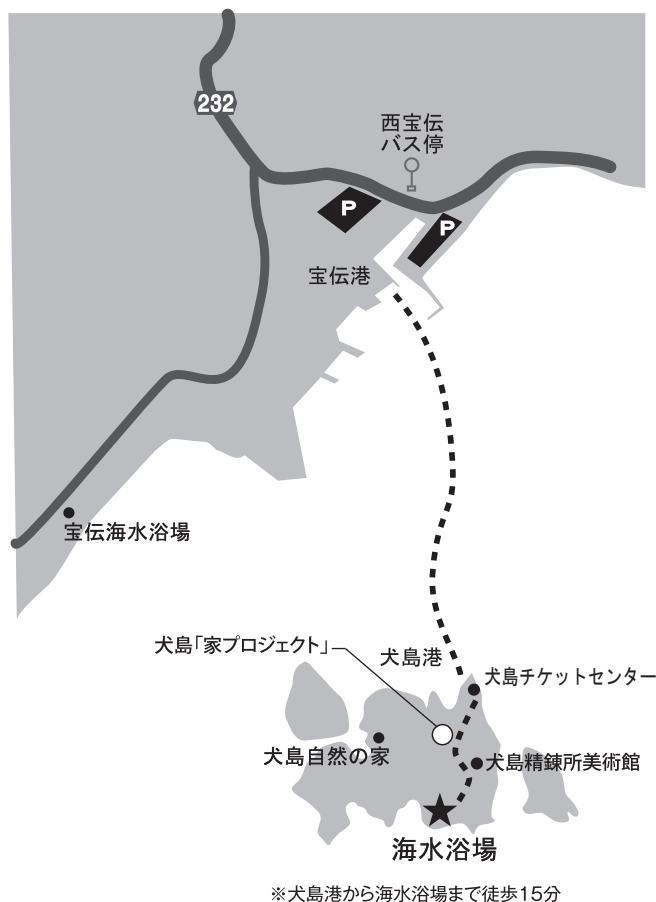 232
西宝伝
バス停
P
P
宝伝港
宝伝海水浴場
犬島「家プロジェクト」
犬島港
犬島チケットセンター
犬島自然の家
犬島精錬所美術館
海水浴場
※犬島港から海水浴場まで徒歩15分